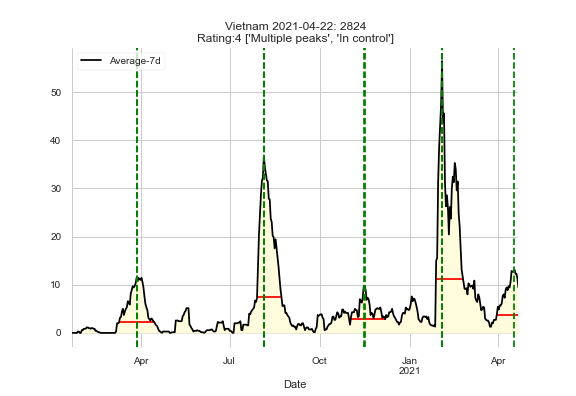 Vietnam 2021-04-22: 2824
Rating:4 ['Multiple peaks', 'In control']
Average-7d
50
40
30
20
10
0
Apr
Jul
Oct
Jan
2021
Apr
Date